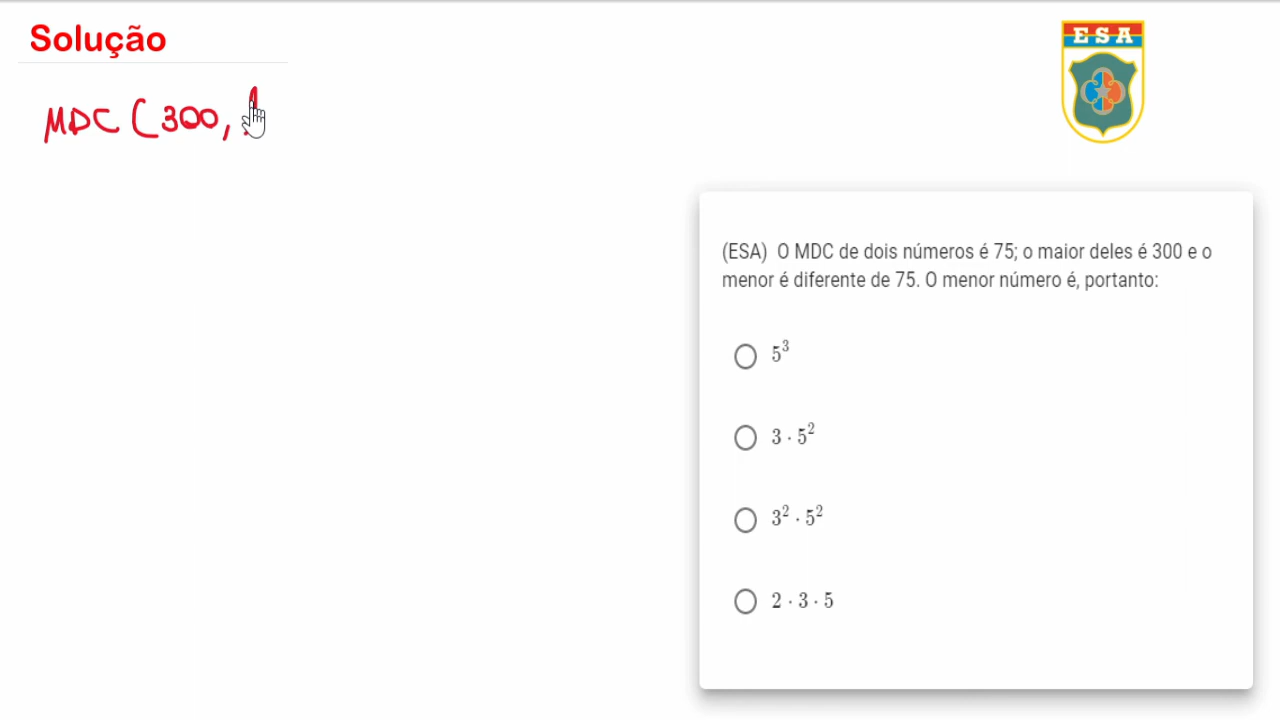 Solução
ESA
MDC (300,
(ESA) O MDC de dois números é 75; o maior deles é 300 e o
menor é diferente de 75. O menor número é, portanto:
5³
3 · 5²
3² · 5²
2 · 3 · 5